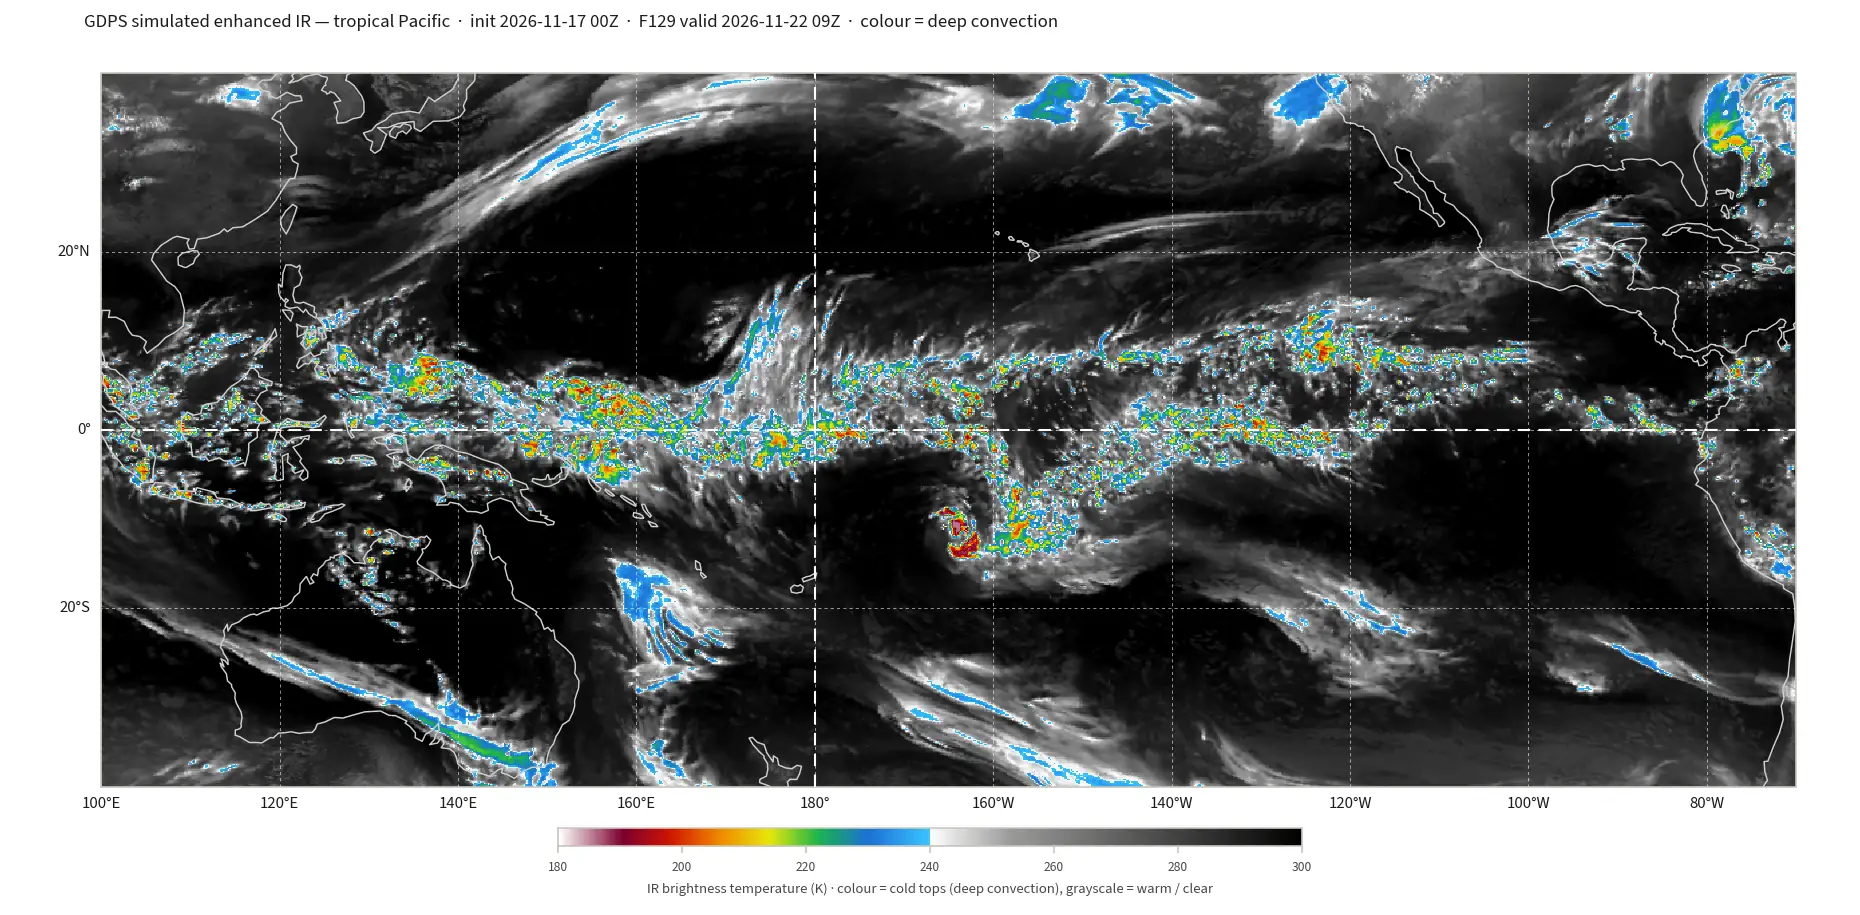 GDPS simulated enhanced IR — tropical Pacific · init 2026-11-17 00Z · F129 valid 2026-11-22 09Z · colour = deep convection
20°N
0°
20°S
100°E 120°E 140°E 160°E 180° 160°W 140°W 120°W 100°W 80°W
180 200 220 240 260 280 300
IR brightness temperature (K) · colour = cold tops (deep convection), grayscale = warm / clear